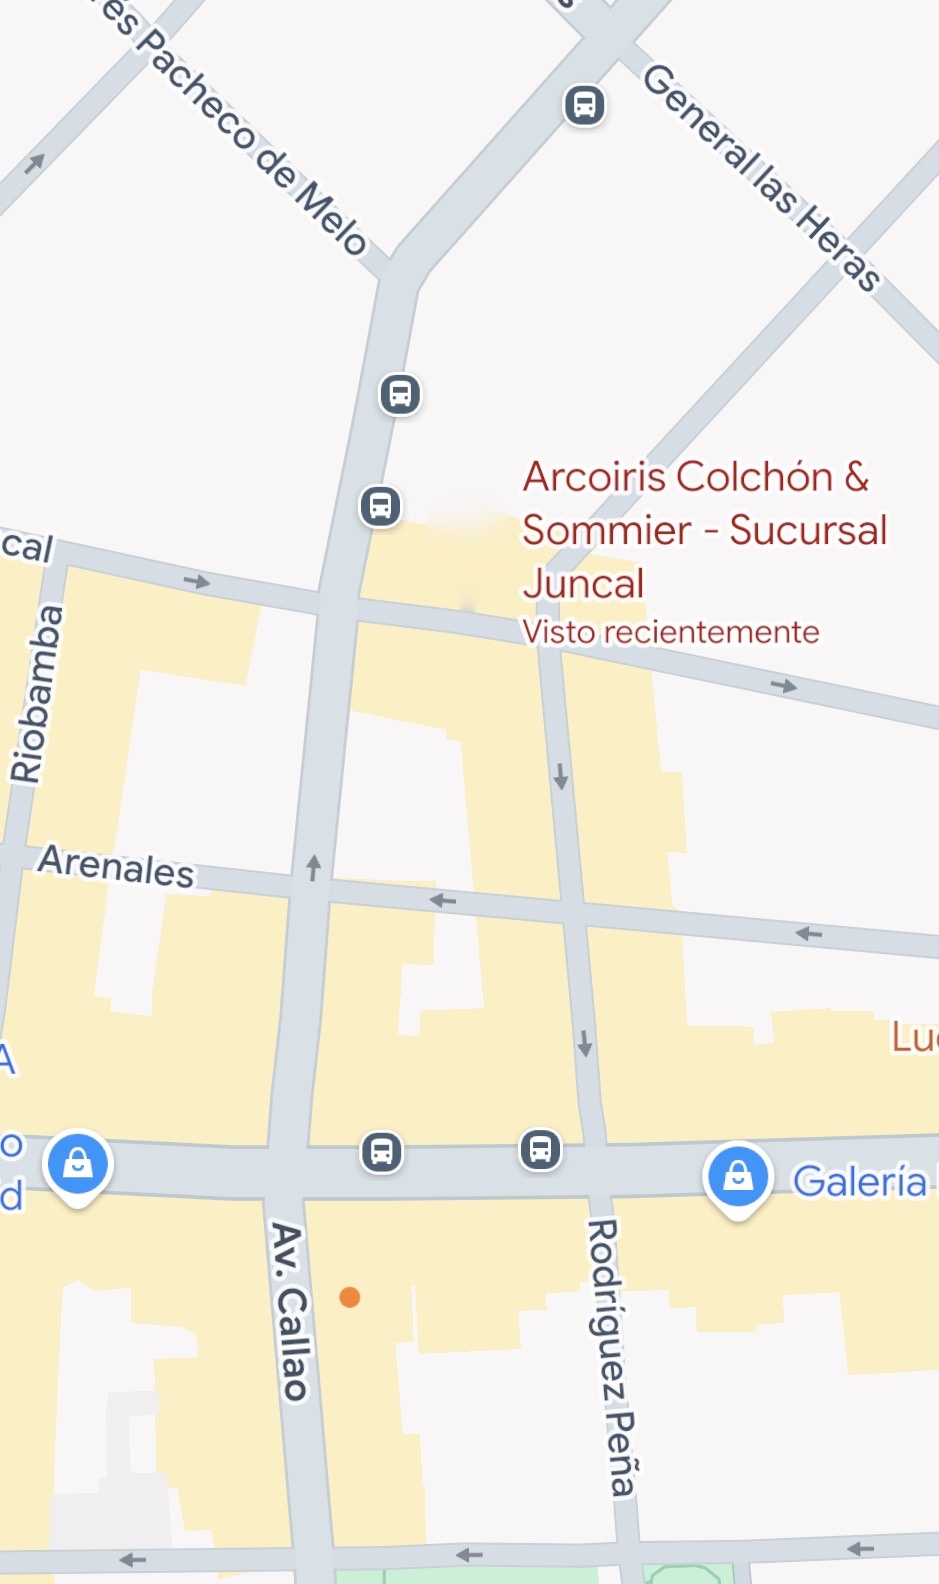 Pacheco de Melo
General las Heras
Arcoiris Colchón &
Sommier - Sucursal
Juncal
Visto recientemente
Riobamba
Arenales
Galería
Av. Callao
Rodríguez Peña